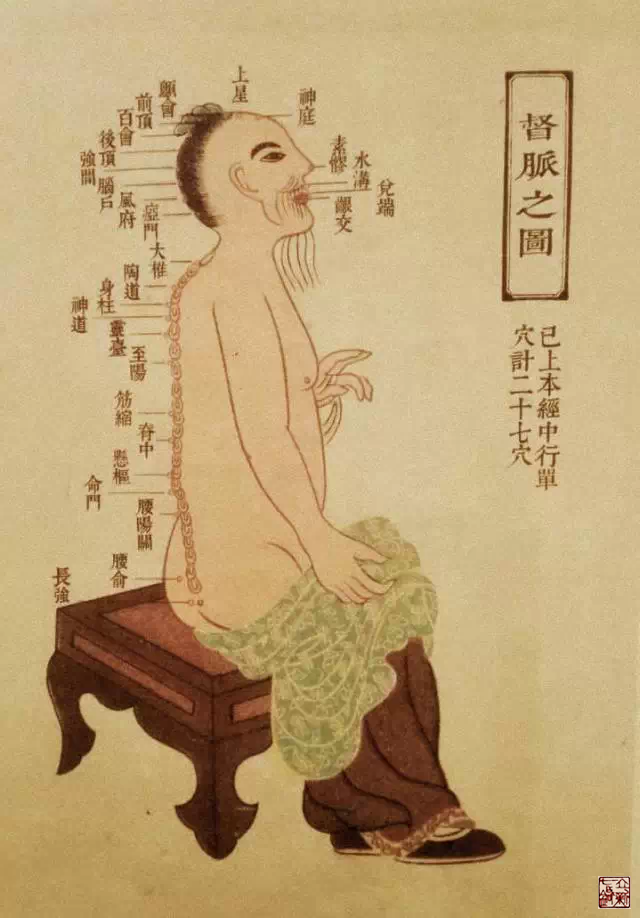 督脈之圖
已上本經中行單
穴計二十七穴
兌端
水溝
齦交
素髎
神庭
上星
顖會
前頂
百會
後頂
強間
腦戶
風府
瘂門
大椎
陶道
身柱
神道
靈臺
至陽
筋縮
脊中
懸樞
命門
腰陽關
腰俞
長強